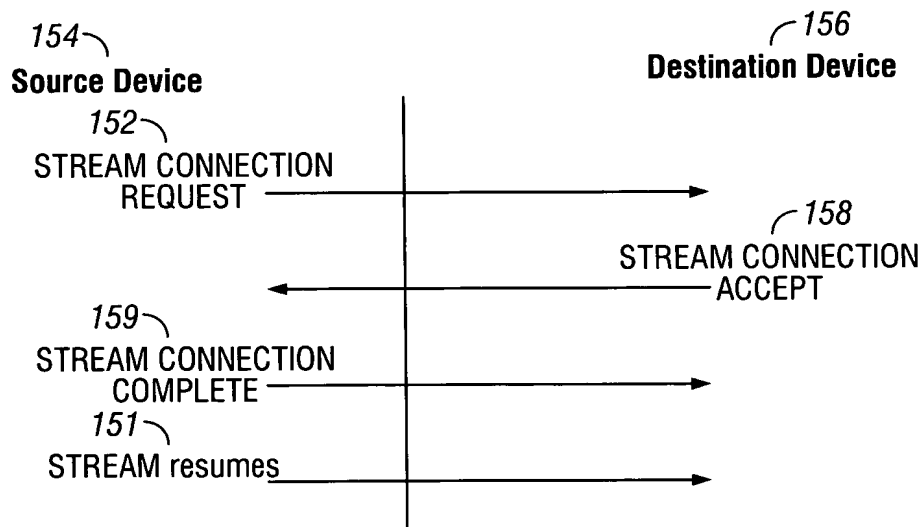 154
Source Device
156
Destination Device
152
STREAM CONNECTION
REQUEST
158
STREAM CONNECTION
ACCEPT
159
STREAM CONNECTION
COMPLETE
151
STREAM resumes